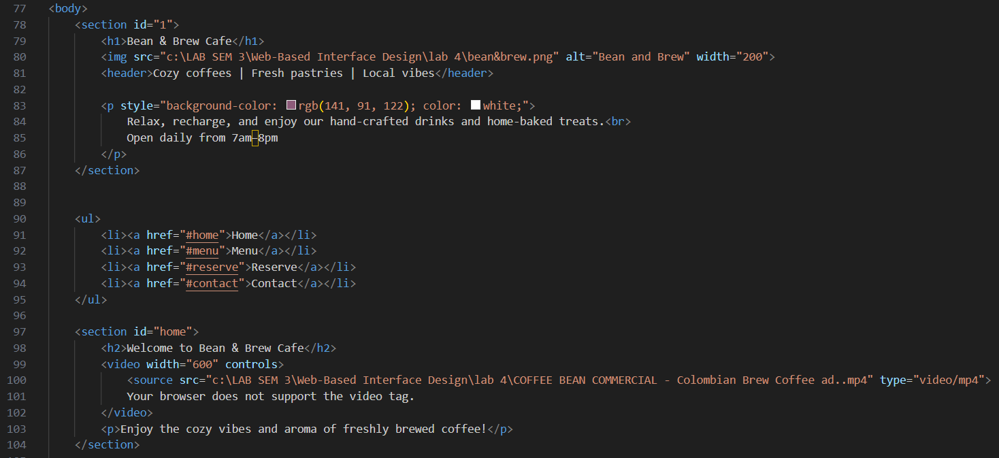 77 <body>
78 <section id="1">
79 <h1>Bean & Brew Cafe</h1>
80 <img src="c:\LAB SEM 3\Web-Based Interface Design\lab 4\bean&brew.png" alt="Bean and Brew" width="200">
81 <header>Cozy coffees | Fresh pastries | Local vibes</header>
82
83 <p style="background-color: rgb(141, 91, 122); color: white;">
84 Relax, recharge, and enjoy our hand-crafted drinks and home-baked treats.<br>
85 Open daily from 7am–8pm
86 </p>
87 </section>
88
89
90 <ul>
91 <li><a href="#home">Home</a></li>
92 <li><a href="#menu">Menu</a></li>
93 <li><a href="#reserve">Reserve</a></li>
94 <li><a href="#contact">Contact</a></li>
95 </ul>
96
97 <section id="home">
98 <h2>Welcome to Bean & Brew Cafe</h2>
99 <video width="600" controls>
100 <source src="c:\LAB SEM 3\Web-Based Interface Design\lab 4\COFFEE BEAN COMMERCIAL - Colombian Brew Coffee ad..mp4" type="video/mp4">
101 Your browser does not support the video tag.
102 </video>
103 <p>Enjoy the cozy vibes and aroma of freshly brewed coffee!</p>
104 </section>